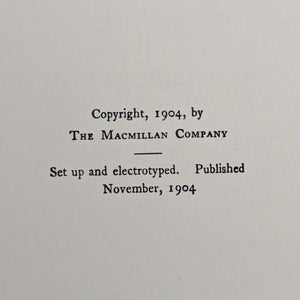 Copyright, 1904, by
The Macmillan Company
Set up and electrotyped. Published
November, 1904